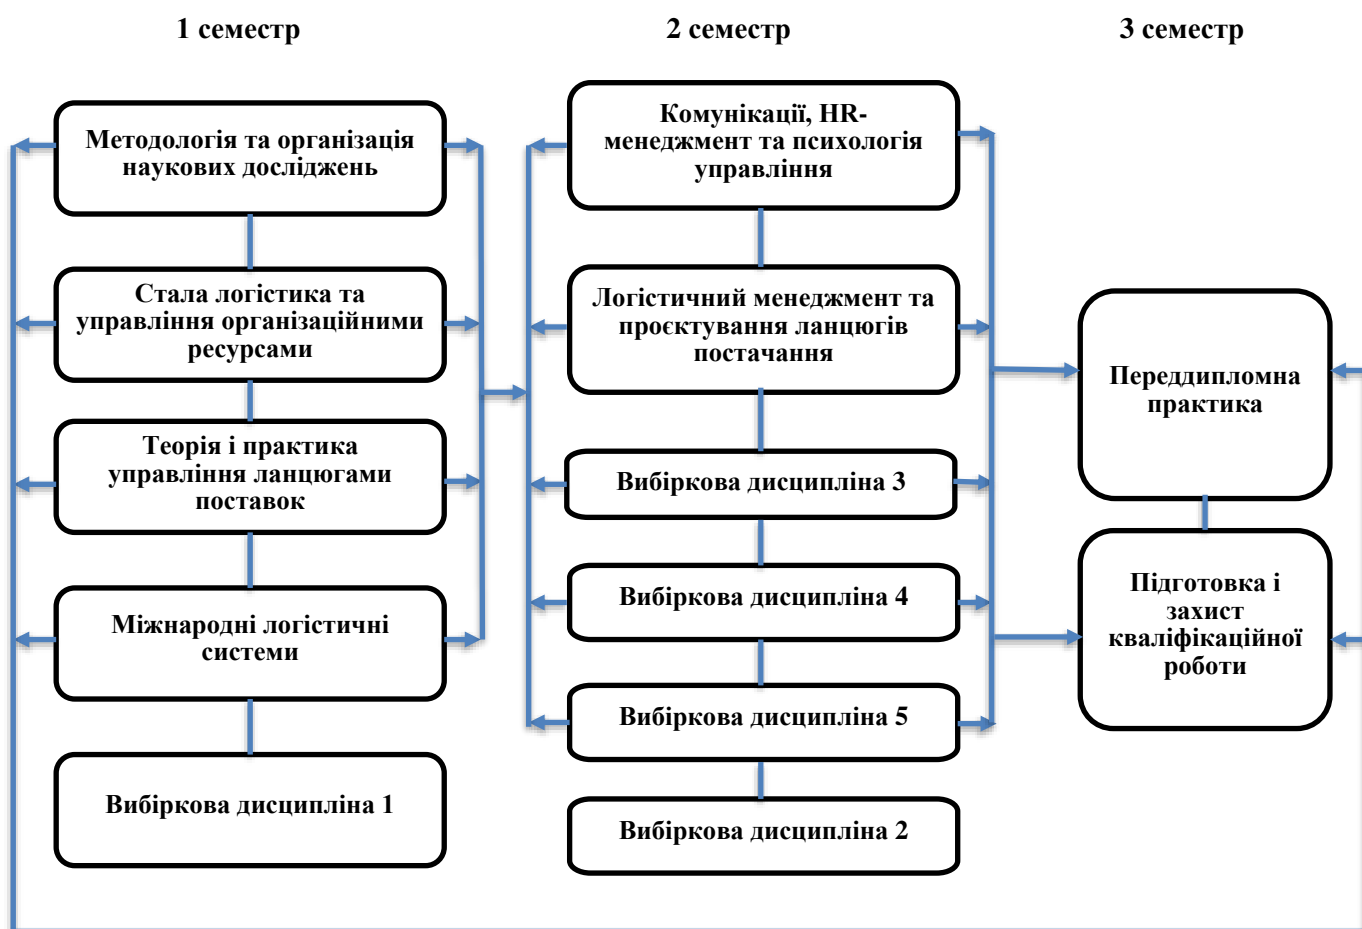 1 семестр
2 семестр
3 семестр
Методологія та організація
наукових досліджень
Стала логістика та
управління організаційними
ресурсами
Теорія і практика
управління ланцюгами
поставок
Міжнародні логістичні
системи
Вибіркова дисципліна 1
Комунікації, HR-
менеджмент та психологія
управління
Логістичний менеджмент та
проєктування ланцюгів
постачання
Вибіркова дисципліна 3
Вибіркова дисципліна 4
Вибіркова дисципліна 5
Вибіркова дисципліна 2
Переддипломна
практика
Підготовка і
захист
кваліфікаційної
роботи